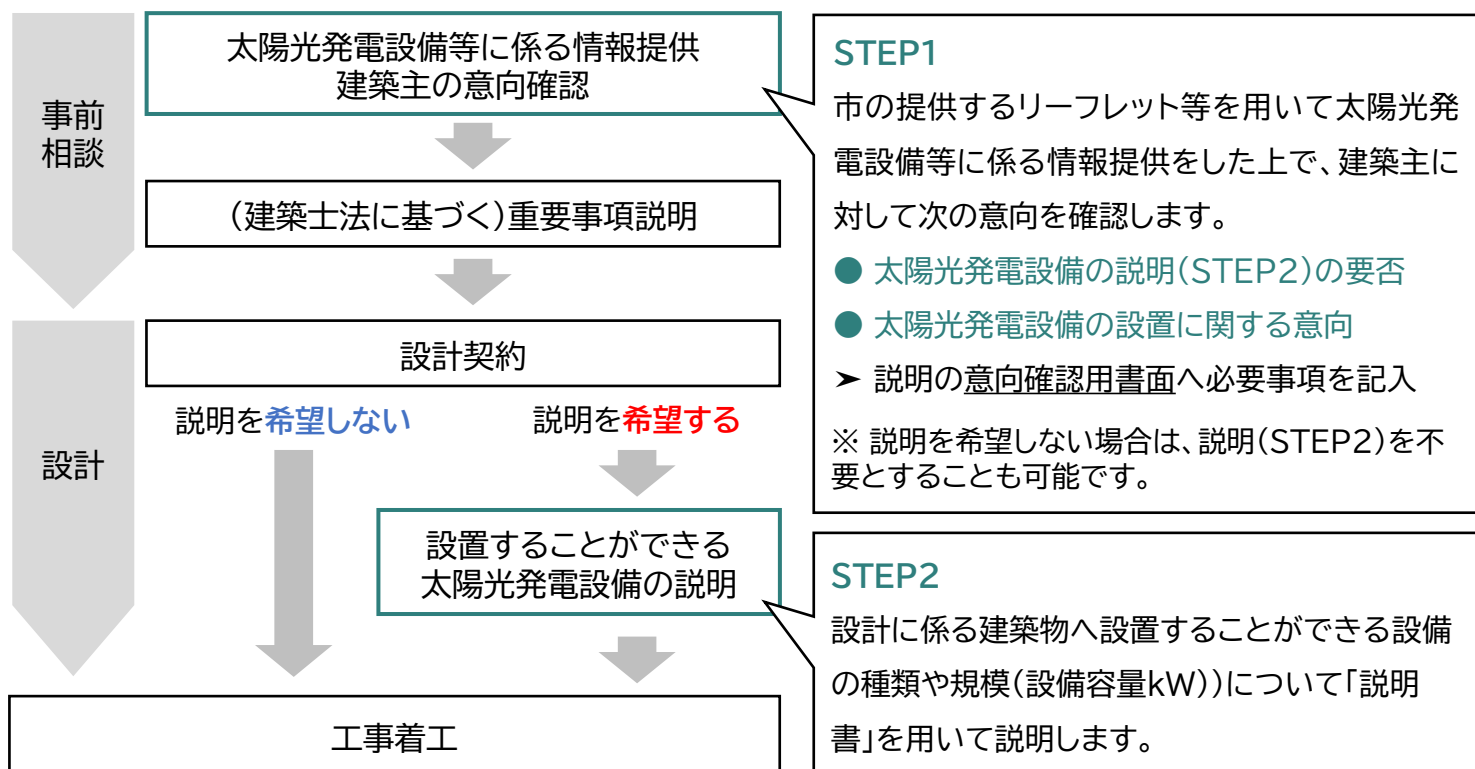 事前
相談
太陽光発電設備等に係る情報提供
建築主の意向確認
（建築士法に基づく）重要事項説明
設計
設計契約
説明を希望しない
説明を希望する
設置することができる
太陽光発電設備の説明
工事着工
STEP1
市の提供するリーフレット等を用いて太陽光発
電設備等に係る情報提供をした上で、建築主に
対して次の意向を確認します。
● 太陽光発電設備の説明（STEP2）の要否
● 太陽光発電設備の設置に関する意向
➤ 説明の意向確認用書面へ必要事項を記入
※ 説明を希望しない場合は、説明（STEP2）を不
要とすることも可能です。
STEP2
設計に係る建築物へ設置することができる設備
の種類や規模（設備容量kW））について「説明
書」を用いて説明します。